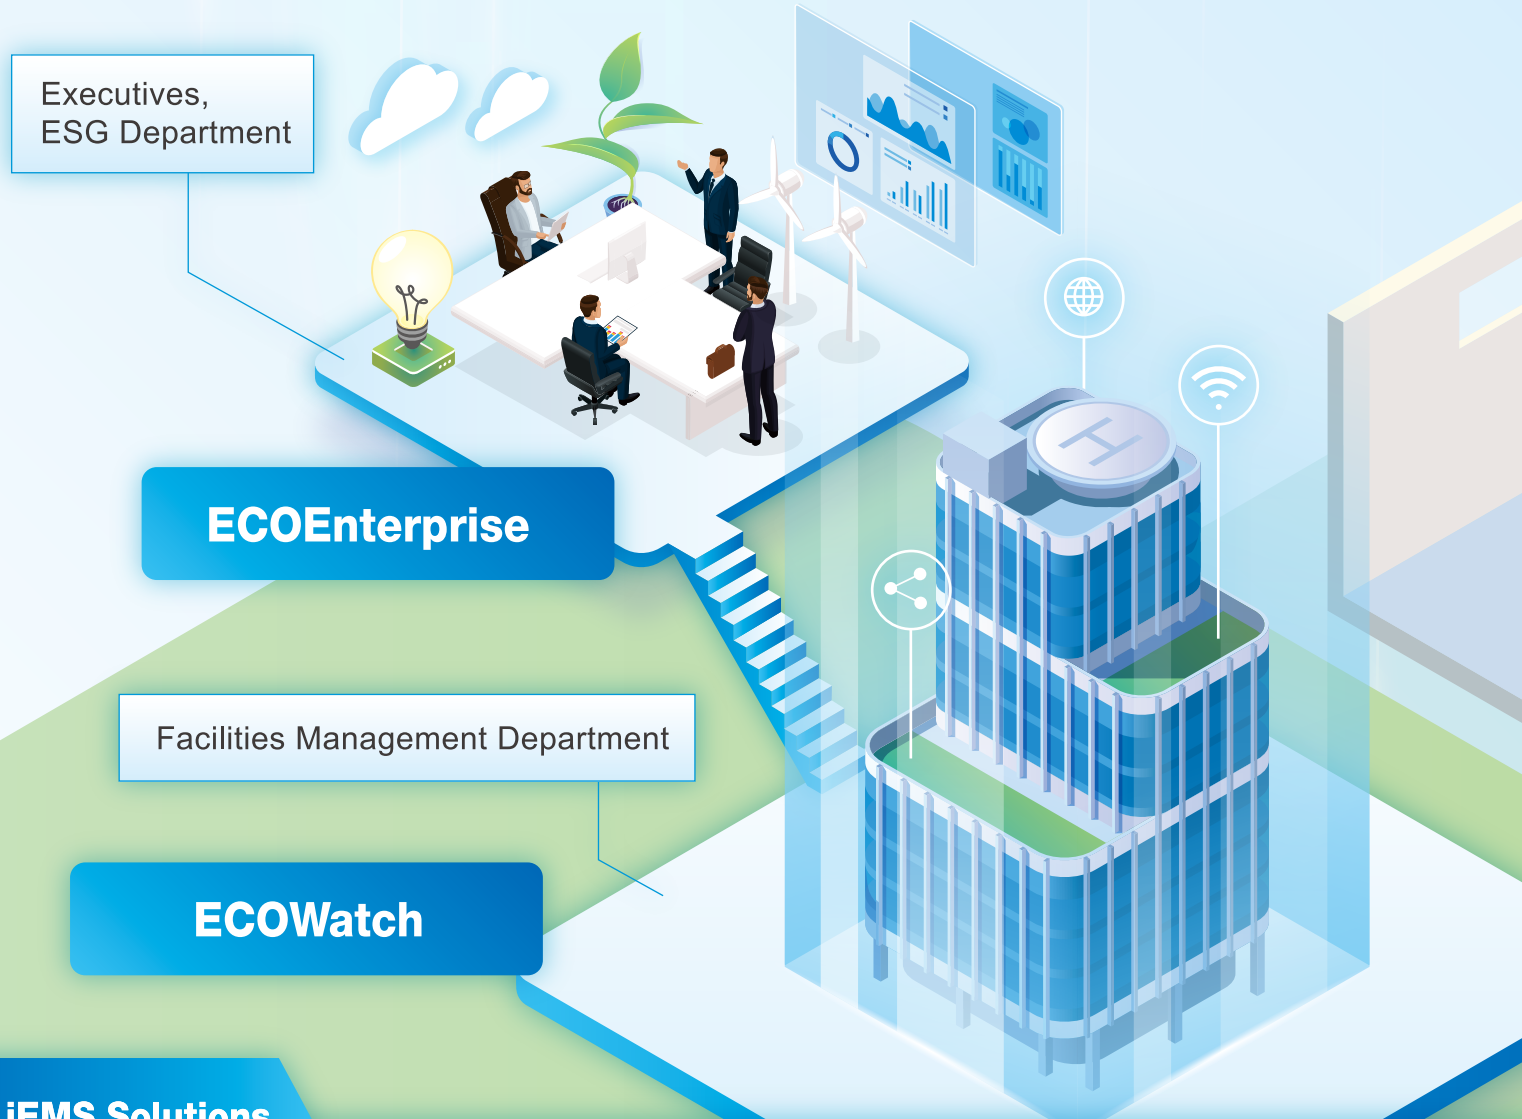 Executives,
ESG Department
H
ECOEnterprise
Facilities Management Department
ECOWatch
iEMS Solutions